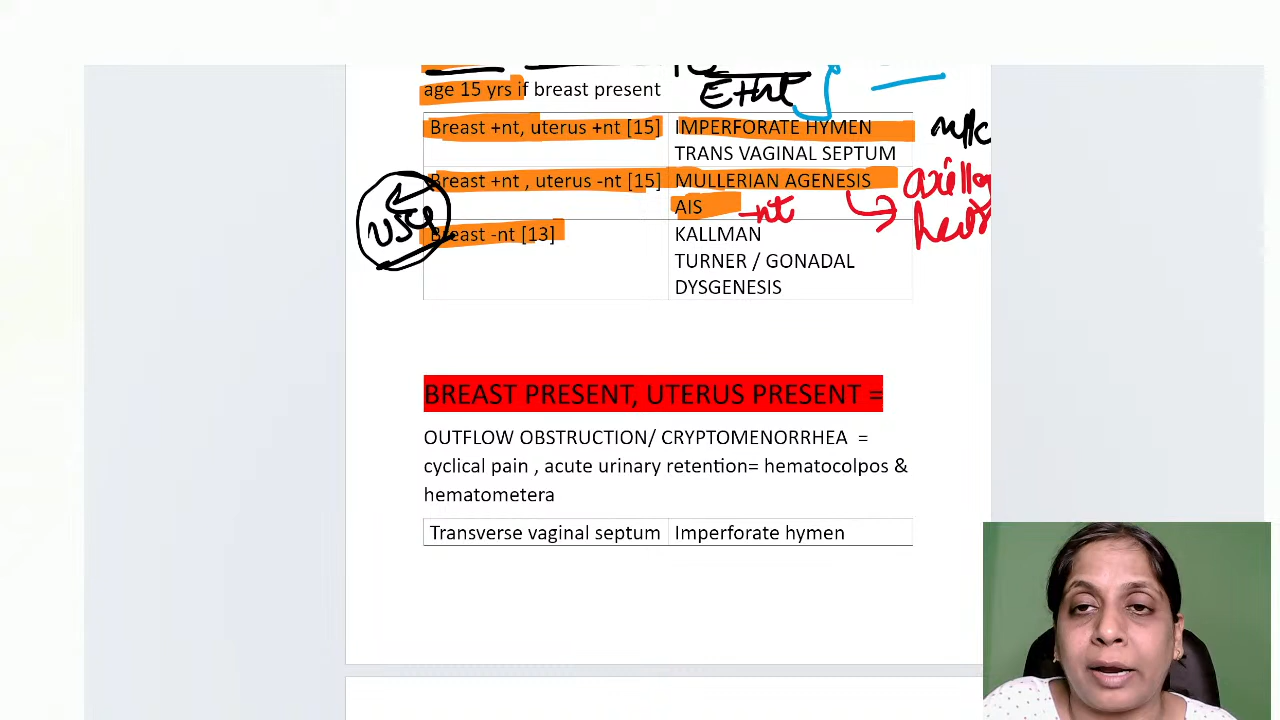 E+nt
age 15 yrs if breast present
Breast +nt, uterus +nt [15] IMPERFORATE HYMEN
TRANS VAGINAL SEPTUM
Breast +nt , uterus -nt [15] MULLERIAN AGENESIS
AIS -nt
USG
Breast -nt [13] KALLMAN
TURNER / GONADAL
DYSGENESIS
BREAST PRESENT, UTERUS PRESENT =
OUTFLOW OBSTRUCTION/ CRYPTOMENORRHEA =
cyclical pain , acute urinary retention= hematocolpos &
hematometera
Transverse vaginal septum Imperforate hymen